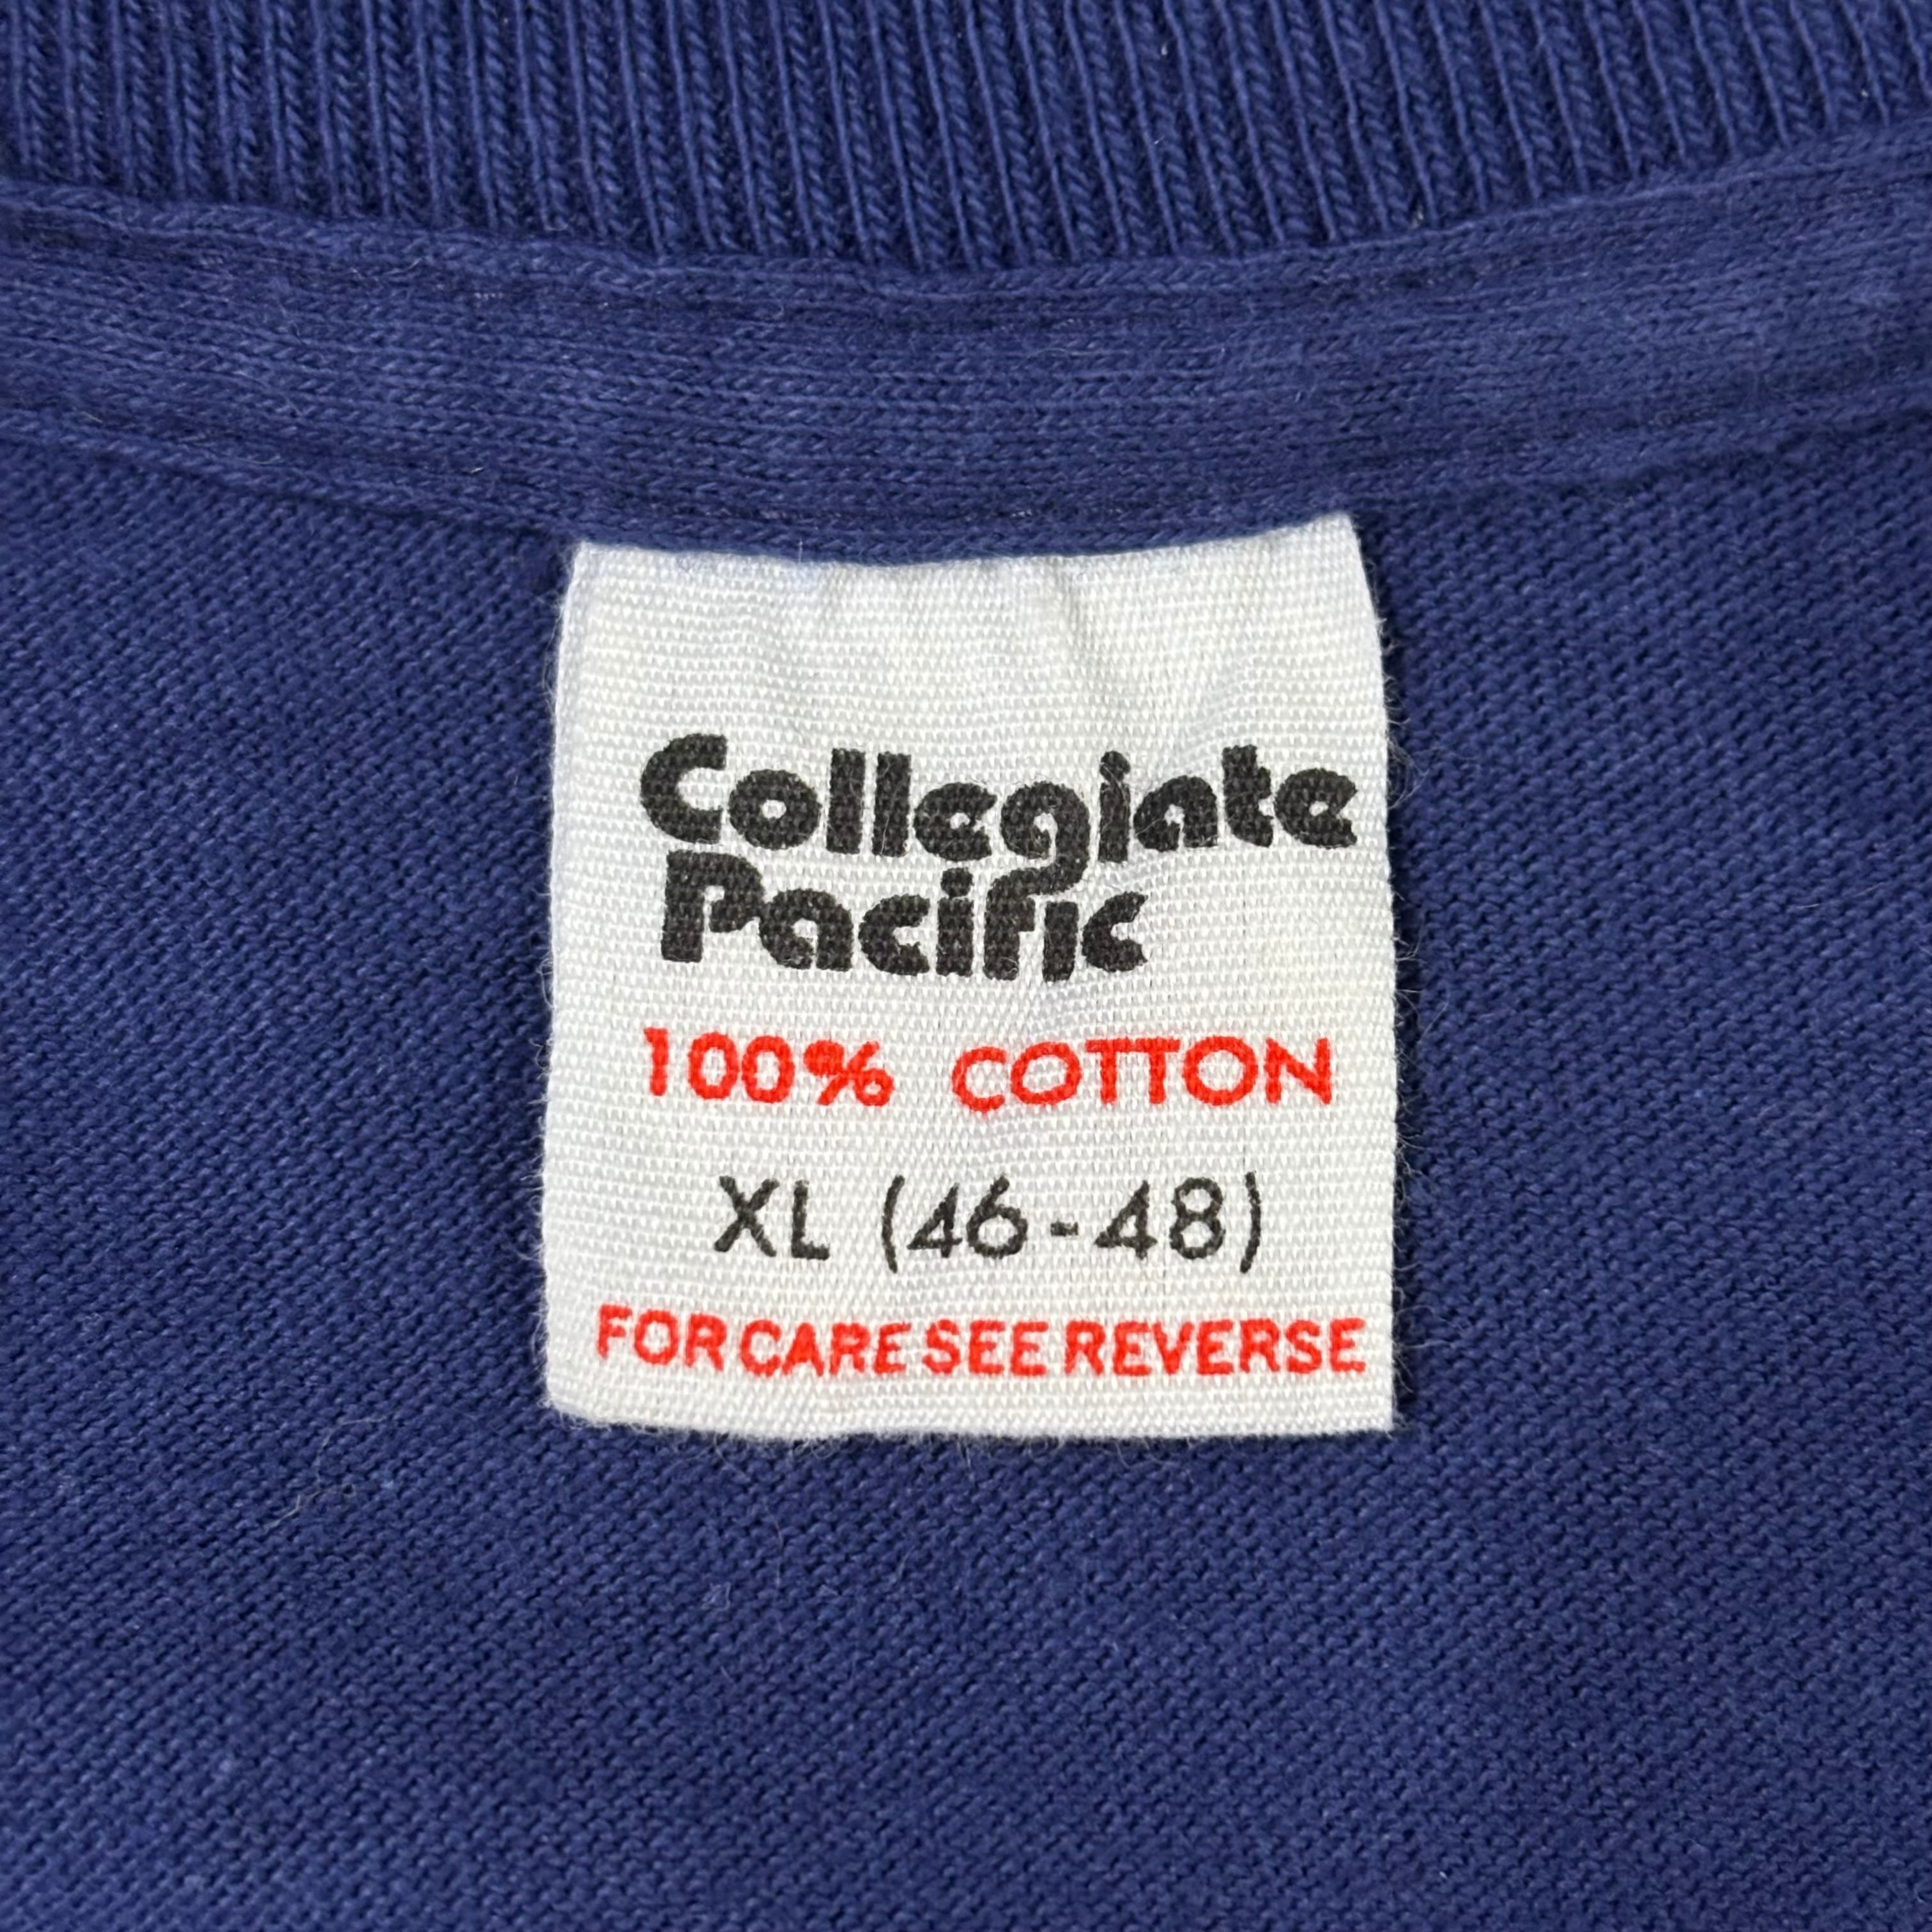 Collegiate
Pacific
100% COTTON
XL (46-48)
FOR CARE SEE REVERSE